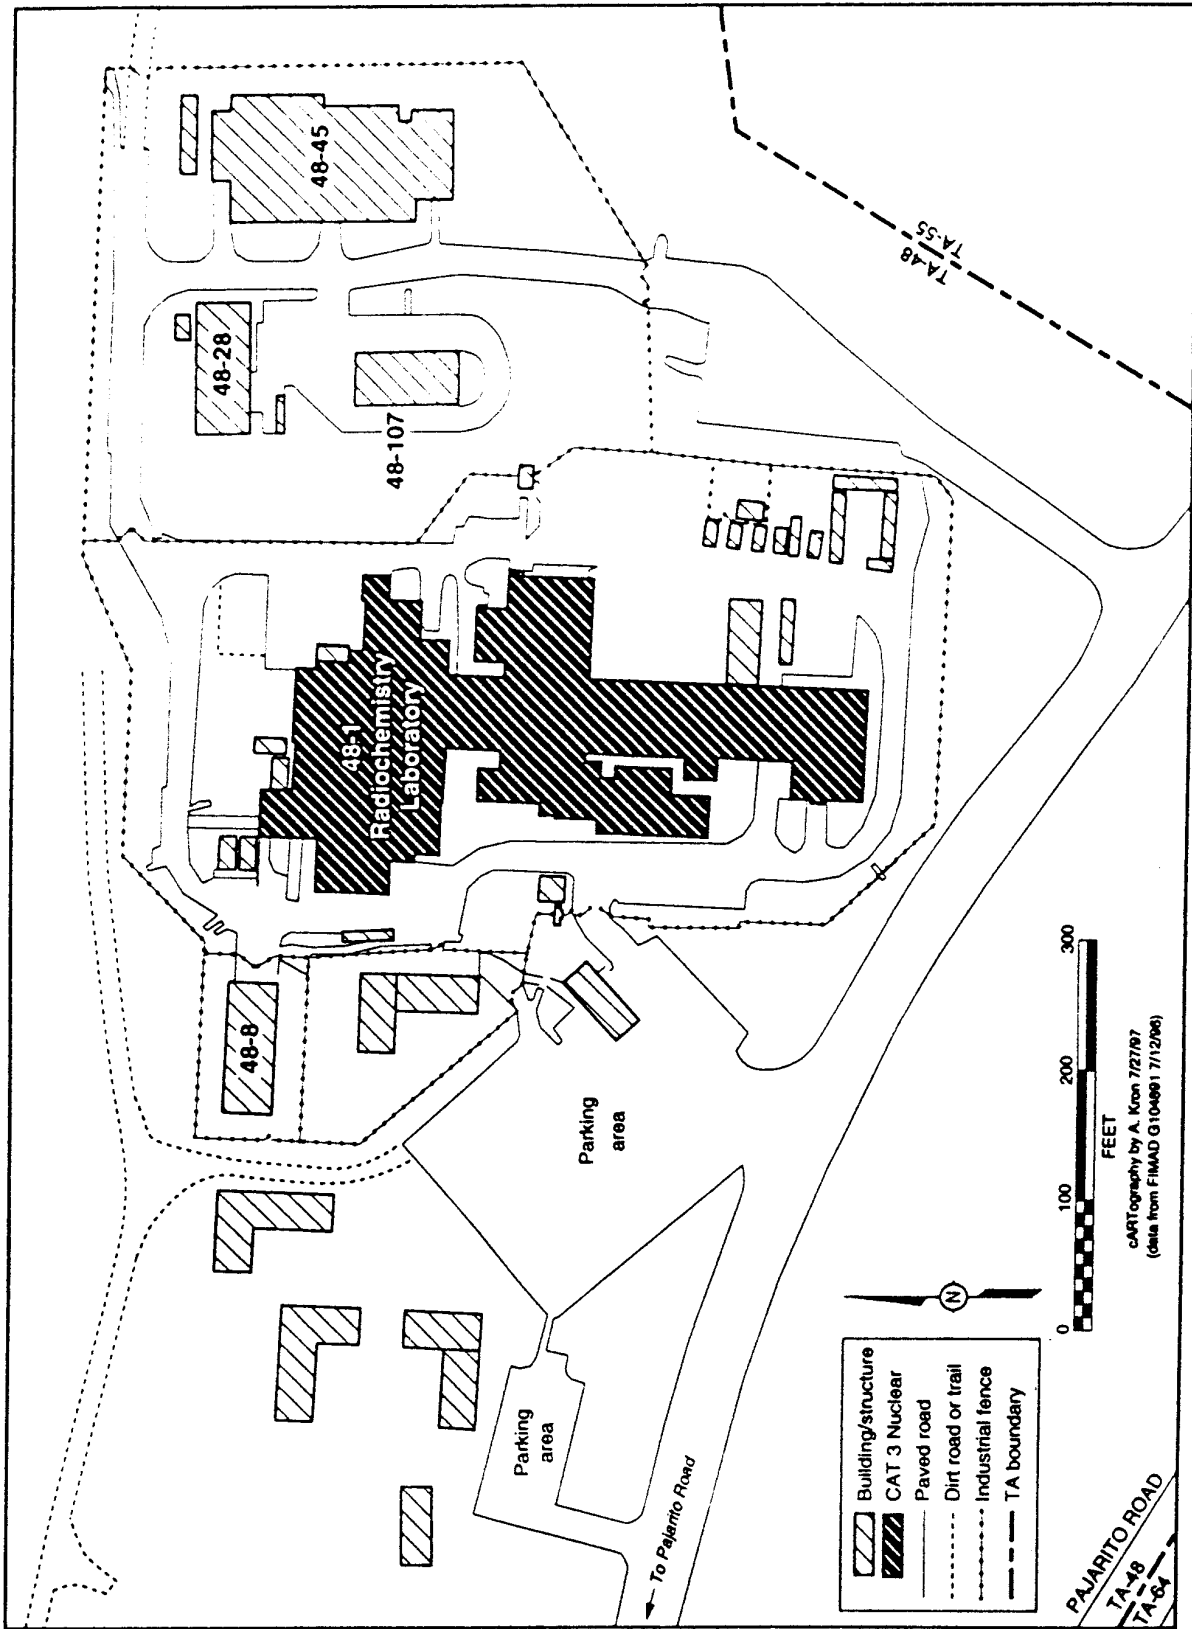 48-45
48-28
48-107
TA-48
TA-55
48-1
Radiochemistry
Laboratory
48-8
Parking
area
Parking
area
To Pajarito Road
Building/structure
CAT 3 Nuclear
Paved road
Dirt road or trail
Industrial fence
TA boundary
N
0 100 200 300
FEET
cARTography by A. Kron 7/27/97
(data from FIMAD G104891 7/12/96)
PAJARITO ROAD
TA-48
TA-64